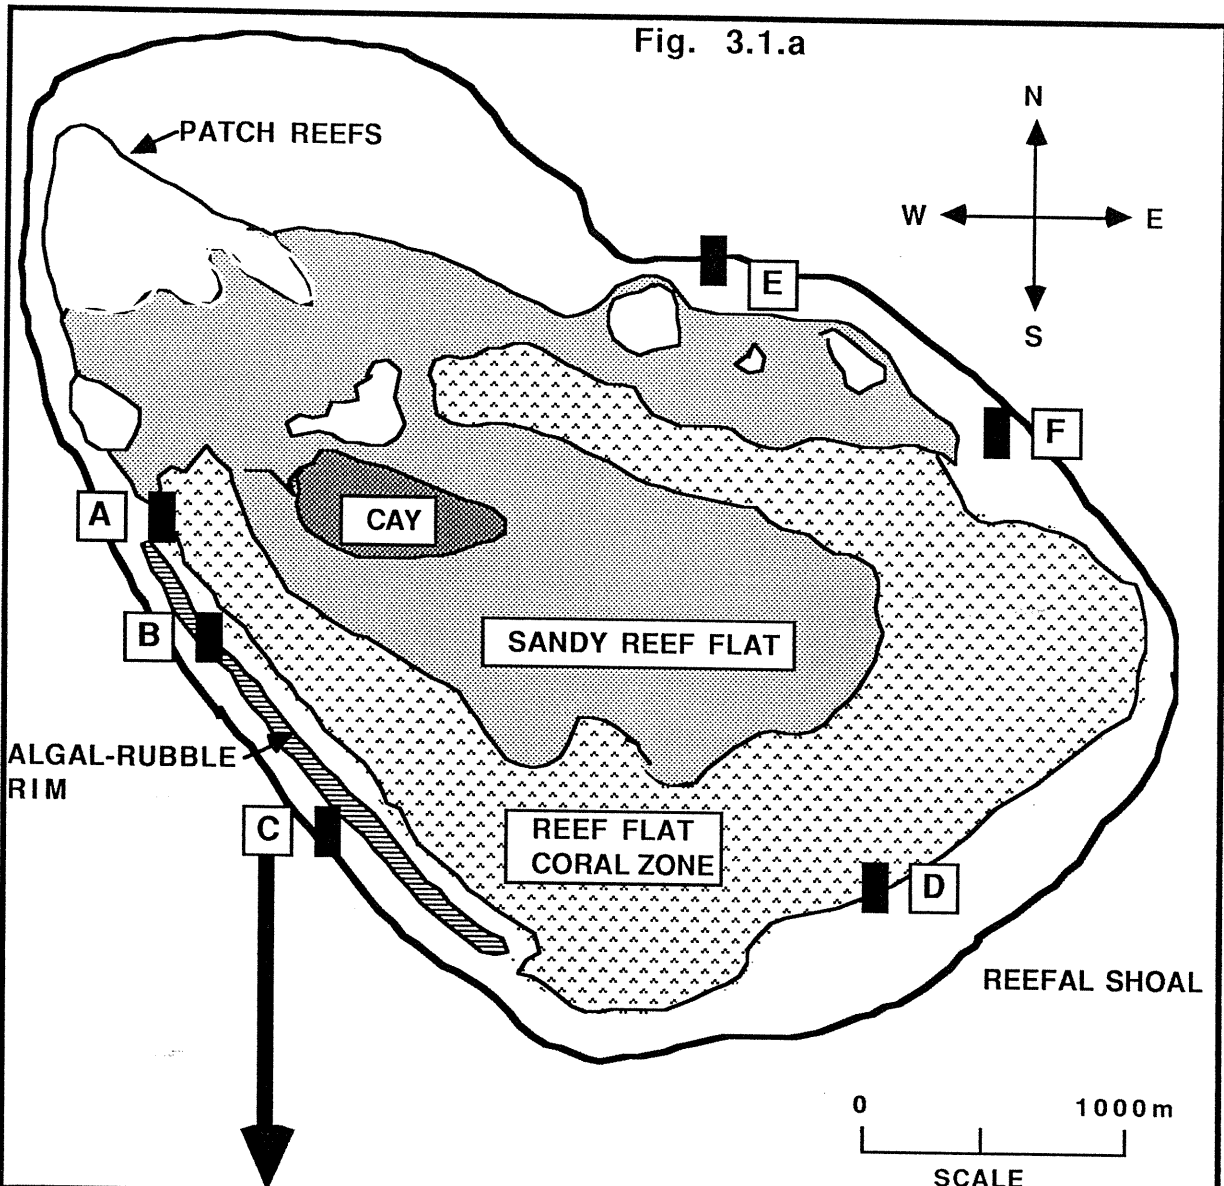 Fig. 3.1.a
N
PATCH REEFS
W
E
S
E
F
A
CAY
B
SANDY REEF FLAT
ALGAL-RUBBLE
RIM
C
REEF FLAT
CORAL ZONE
D
REEFAL SHOAL
0
1000m
SCALE